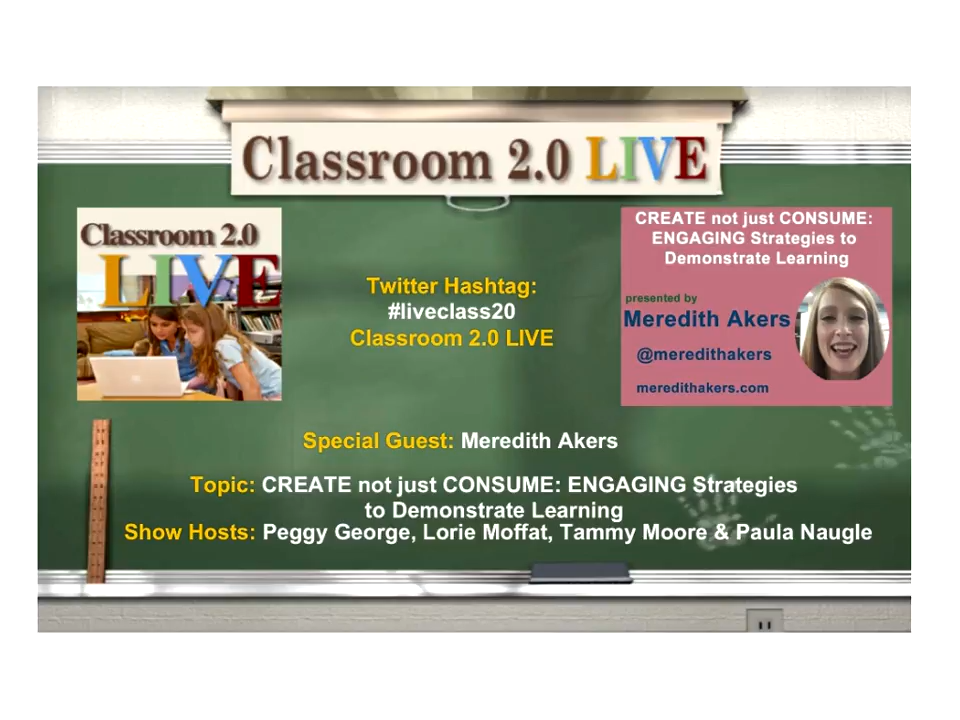 Classroom 2.0 LIVE
Classroom 2.0
LIVE
Twitter Hashtag:
#liveclass20
Classroom 2.0 LIVE
CREATE not just CONSUME:
ENGAGING Strategies to
Demonstrate Learning
presented by
Meredith Akers
@meredithakers
meredithakers.com
Special Guest: Meredith Akers
Topic: CREATE not just CONSUME: ENGAGING Strategies
to Demonstrate Learning
Show Hosts: Peggy George, Lorie Moffat, Tammy Moore & Paula Naugle